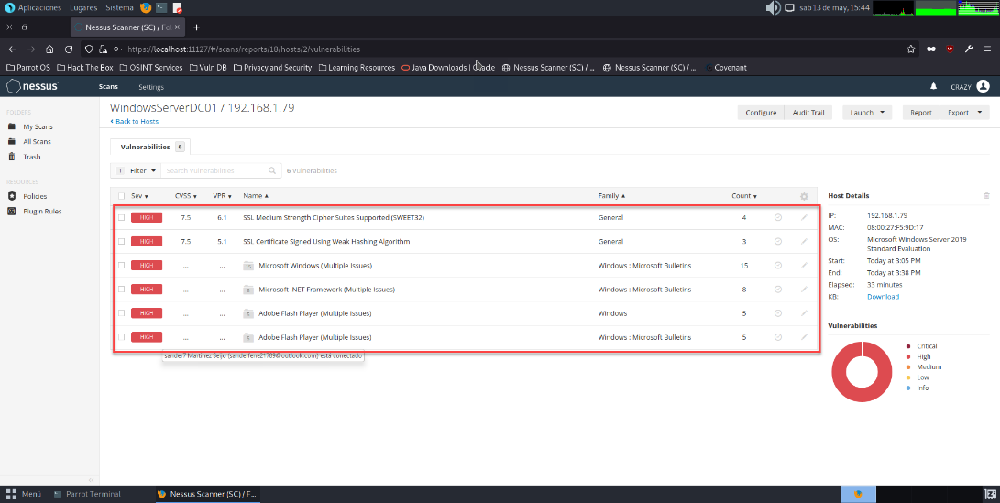 Aplicaciones Lugares Sistema sáb 13 de may, 15:44
Nessus Scanner (SC) / Fol
https://localhost:11127/#/scans/reports/18/hosts/2/vulnerabilities
Parrot OS Hack The Box OSINT Services Vuln DB Privacy and Security Learning Resources Java Downloads | Oracle Nessus Scanner (SC) / ... Nessus Scanner (SC) / ... Covenant
nessus Scans Settings CRAZY
FOLDERS
My Scans
All Scans
Trash
RESOURCES
Policies
Plugin Rules
WindowsServerDC01 / 192.168.1.79
Back to Hosts
Configure Audit Trail Launch Report Export
Vulnerabilities 6
1 Filter Search Vulnerabilities 6 Vulnerabilities
Sev CVSS VPR Name Family Count
HIGH 7.5 6.1 SSL Medium Strength Cipher Suites Supported (SWEET32) General 4
HIGH 7.5 5.1 SSL Certificate Signed Using Weak Hashing Algorithm General 3
HIGH ... ... 15 Microsoft Windows (Multiple Issues) Windows : Microsoft Bulletins 15
HIGH ... ... 8 Microsoft .NET Framework (Multiple Issues) Windows : Microsoft Bulletins 8
HIGH ... ... 5 Adobe Flash Player (Multiple Issues) Windows 5
HIGH ... ... 5 Adobe Flash Player (Multiple Issues) Windows : Microsoft Bulletins 5
sander7 Martinez Seijo [sanderfene21789@outlook.com] está conectado
Host Details
IP: 192.168.1.79
MAC: 08:00:27:F5:9D:17
OS: Microsoft Windows Server 2019
Standard Evaluation
Start: Today at 3:05 PM
End: Today at 3:38 PM
Elapsed: 33 minutes
KB: Download
Vulnerabilities
Critical
High
Medium
Low
Info
Menú Parrot Terminal Nessus Scanner (SC) / F...